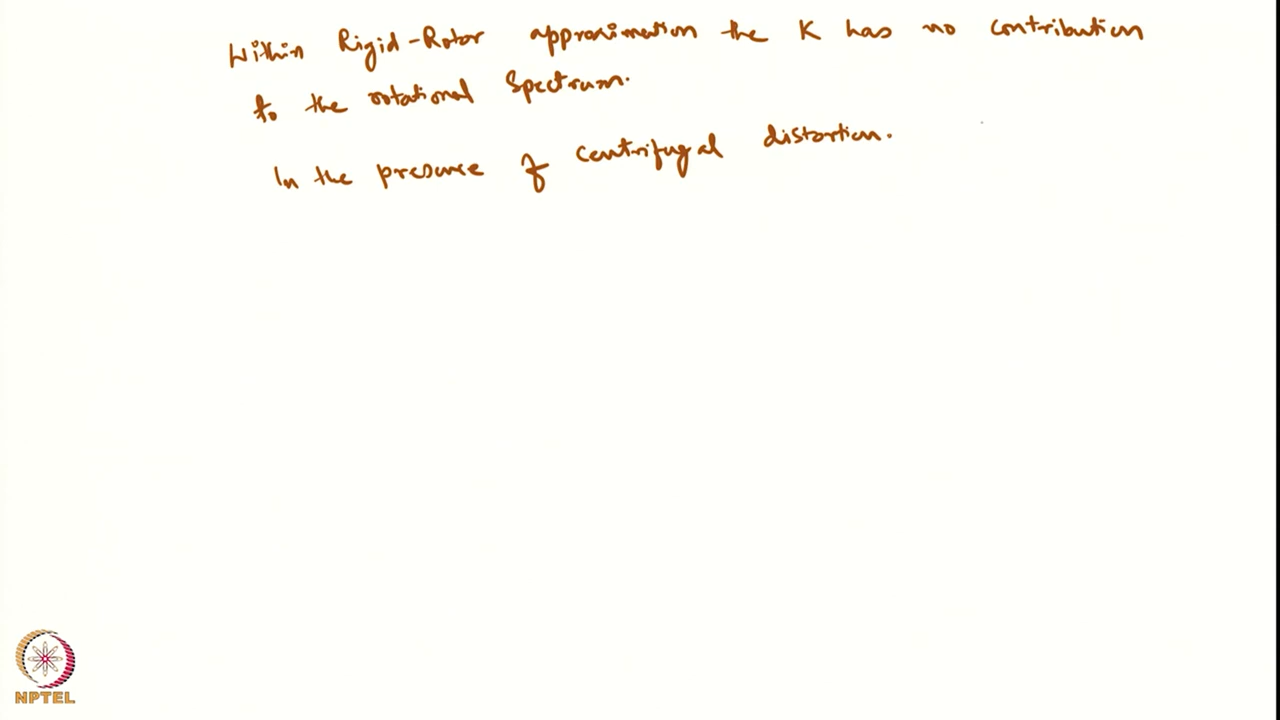 Within Rigid-Rotor approximation the K has no contribution
to the rotational Spectrum.
In the presence of centrifugal distortion.
NPTEL